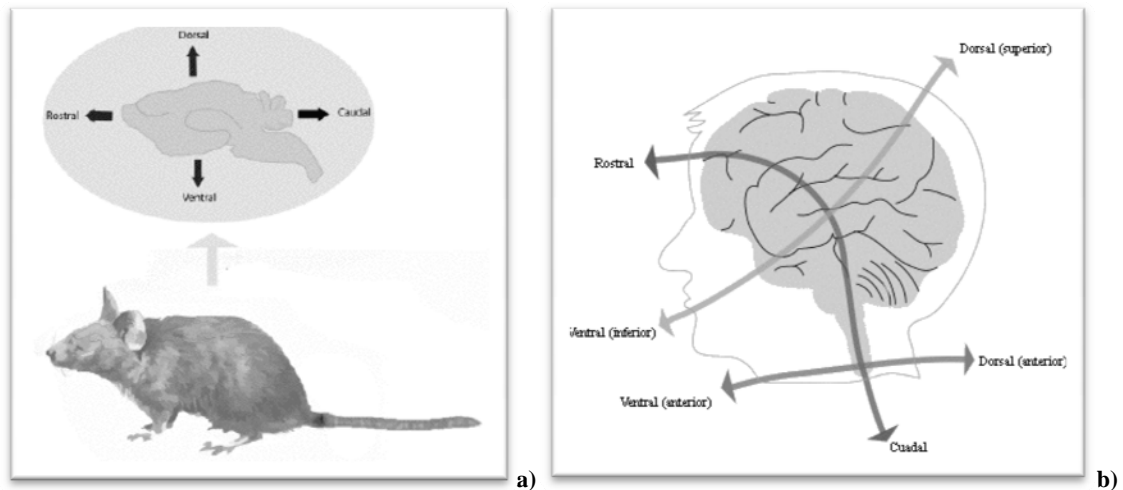 Dorsal
Rostral
Caudal
Ventral
a)
Dorsal (superior)
Rostral
Ventral (inferior)
Dorsal (anterior)
Ventral (anterior)
Cuadal
b)